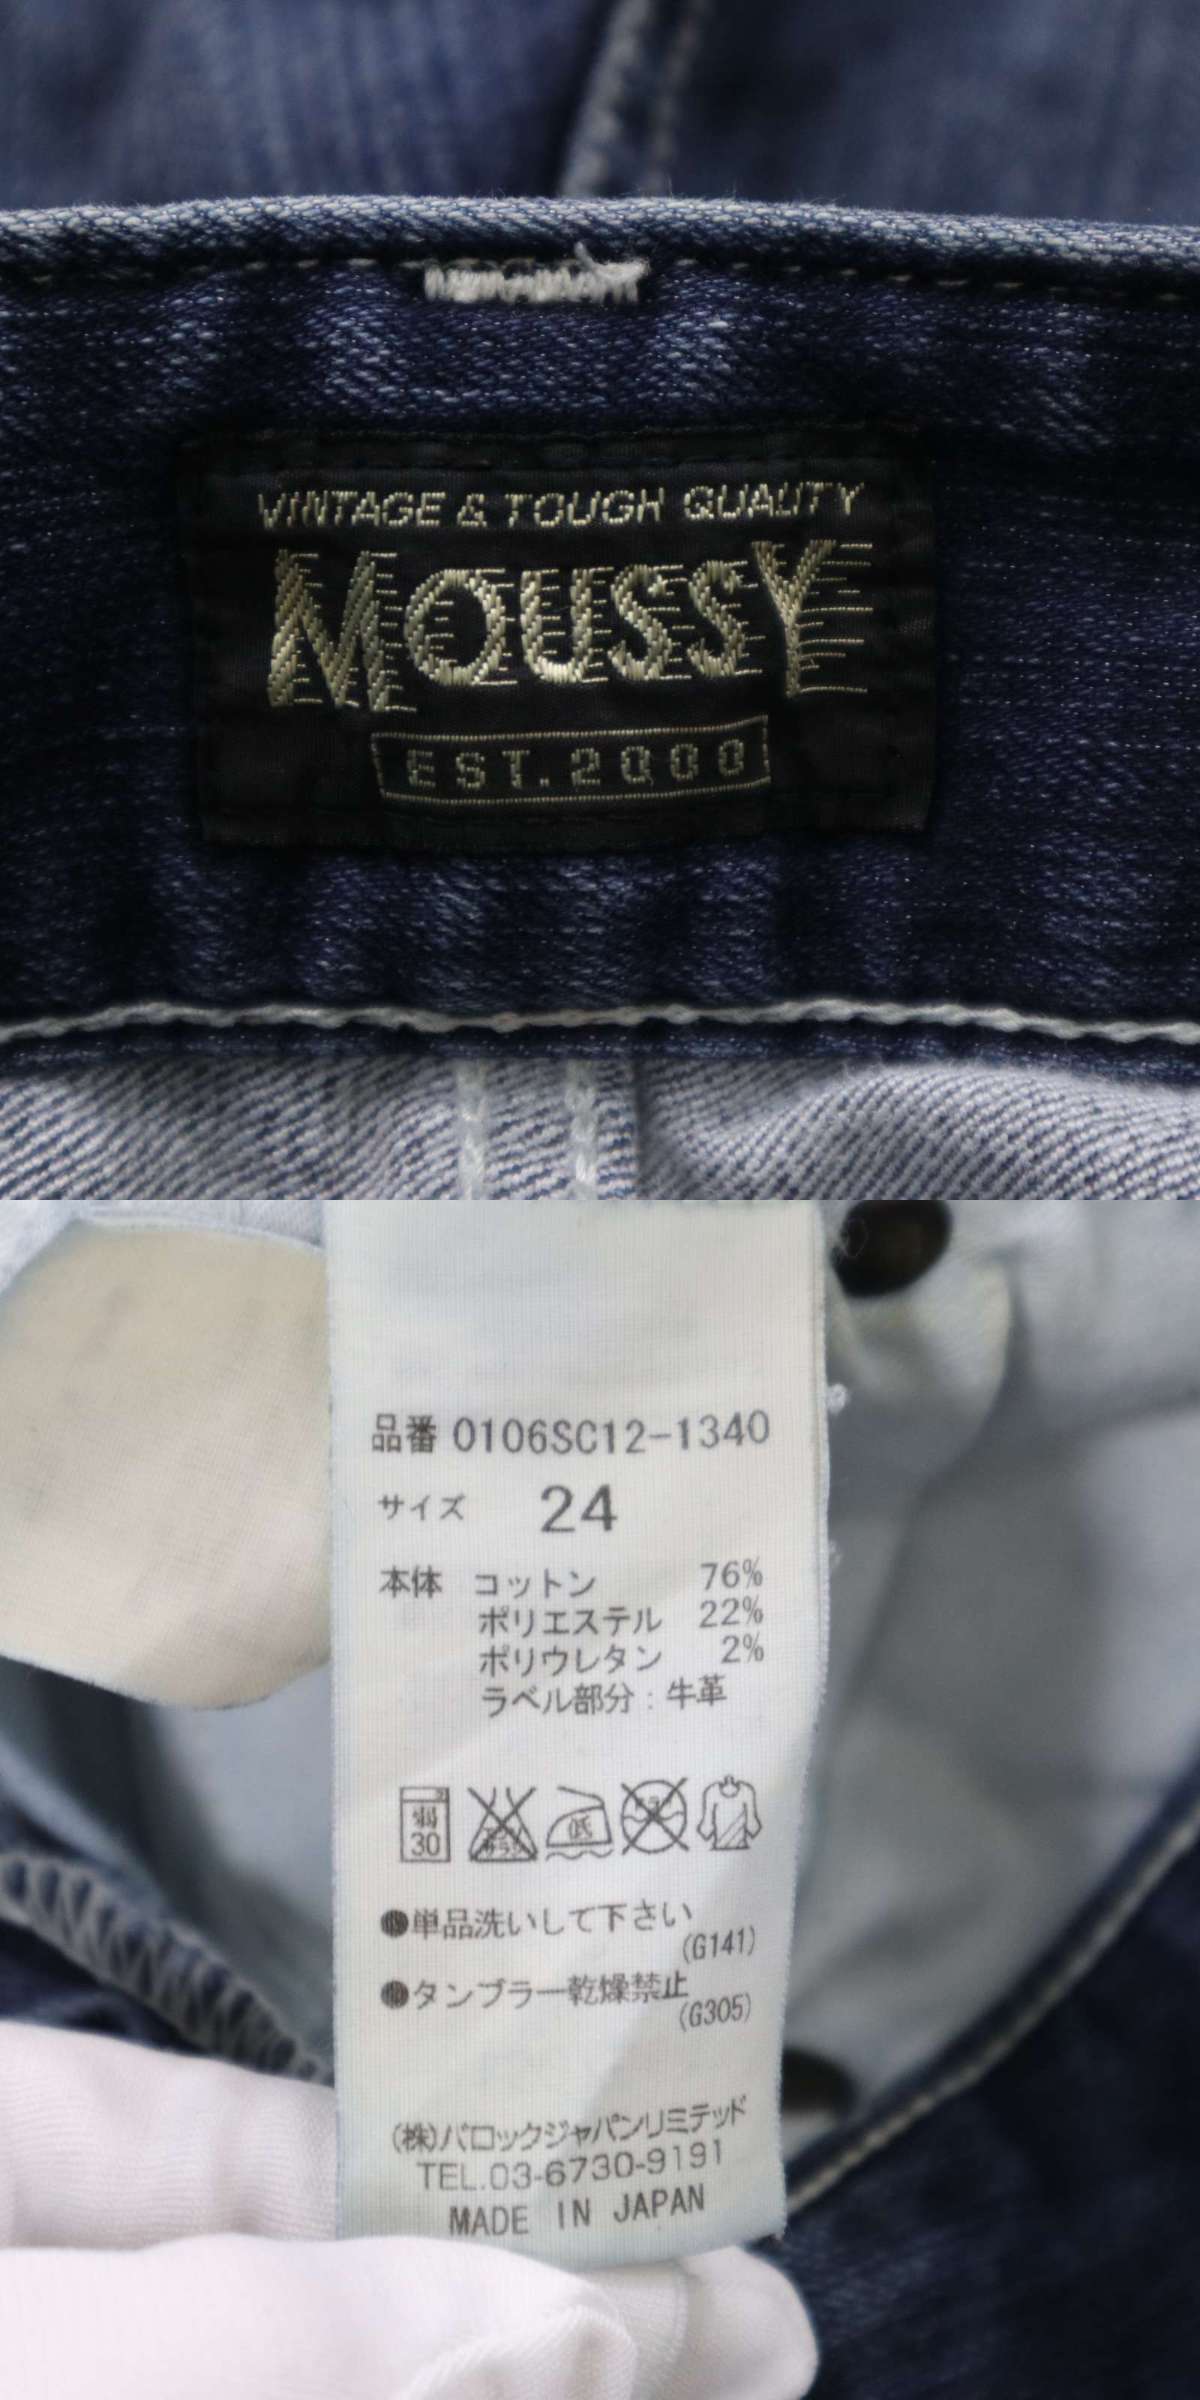 VINTAGE & TOUGH QUALITY
MOUSSY
EST.2000
品番 0106SC12-1340
サイズ 24
本体 コットン 76%
ポリエステル 22%
ポリウレタン 2%
ラベル部分：牛革
弱
30
●単品洗いして下さい
(G141)
●タンブラー乾燥禁止
(G305)
(株)バロックジャパンリミテッド
TEL.03-6730-9191
MADE IN JAPAN